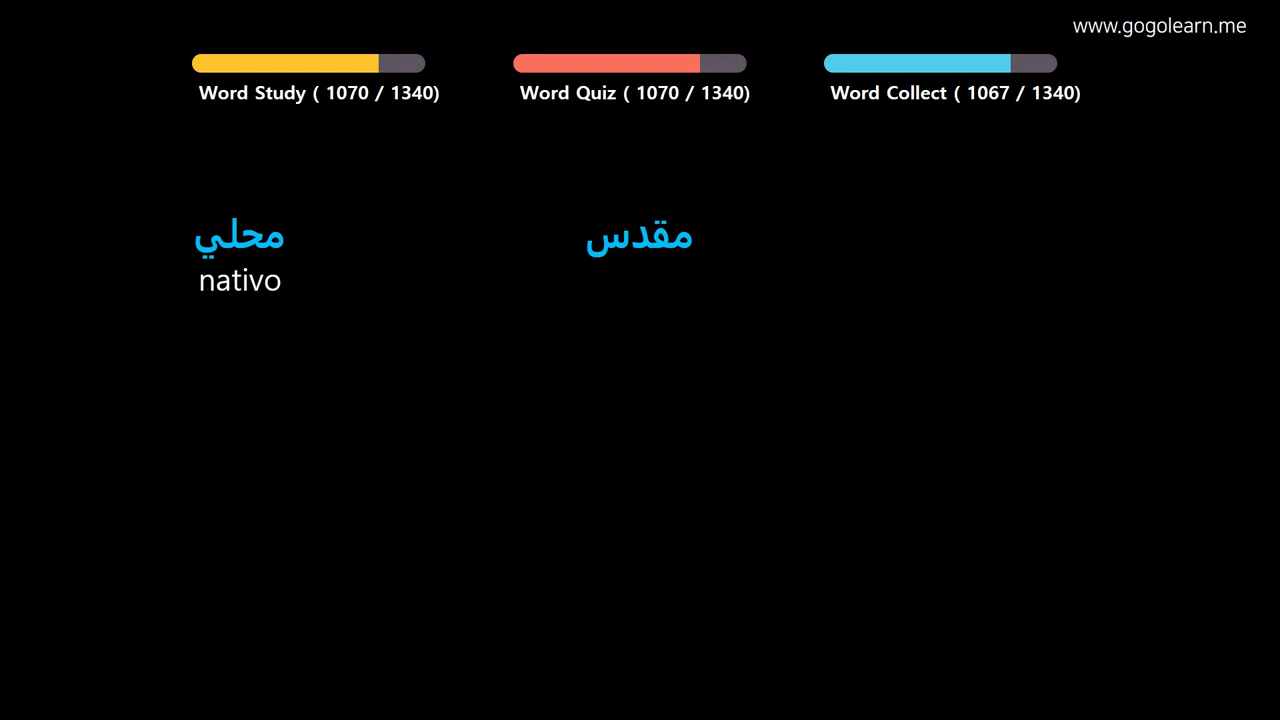 www.gogolearn.me
Word Study ( 1070 / 1340)
Word Quiz ( 1070 / 1340)
Word Collect ( 1067 / 1340)
محلي
nativo
مقدس